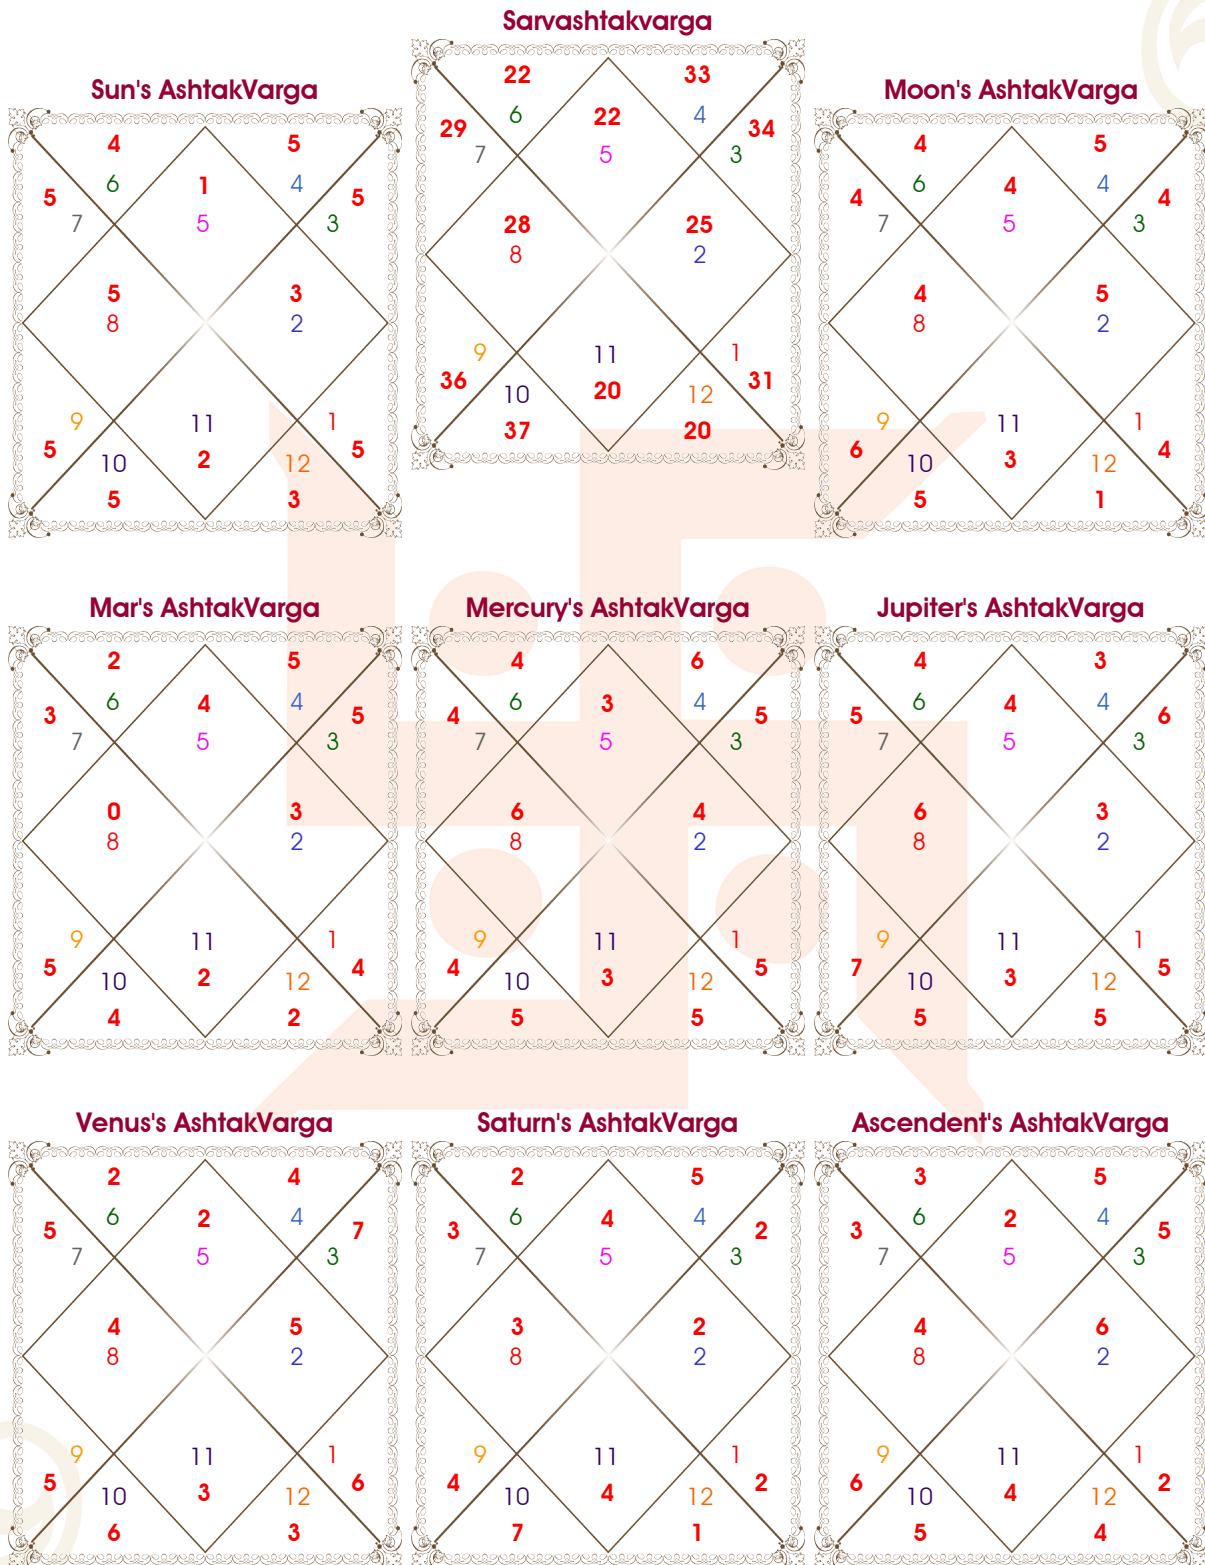 Sarvashtakvarga
22 33
6 22 4
29 34
7 5 3
28 25
8 2
9 11 1
36 20 31
10 12
37 20
Sun's AshtakVarga
4 5
6 1 4
5 5
7 5 3
5 3
8 2
9 11 1
5 2 5
10 12
5 3
Moon's AshtakVarga
4 5
6 4 4
4 4
7 5 3
4 5
8 2
9 11 1
6 3 4
10 12
5 1
Mar's AshtakVarga
2 5
6 4 4
3 5
7 5 3
0 3
8 2
9 11 1
5 2 4
10 12
4 2
Mercury's AshtakVarga
4 6
6 3 4
4 5
7 5 3
6 4
8 2
9 11 1
4 3 5
10 12
5 5
Jupiter's AshtakVarga
4 3
6 4 4
5 6
7 5 3
6 3
8 2
9 11 1
7 3 5
10 12
5 5
Venus's AshtakVarga
2 4
6 2 4
5 7
7 5 3
4 5
8 2
9 11 1
5 3 6
10 12
6 3
Saturn's AshtakVarga
2 5
6 4 4
3 2
7 5 3
3 2
8 2
9 11 1
4 4 2
10 12
7 1
Ascendent's AshtakVarga
3 5
6 2 4
3 5
7 5 3
4 6
8 2
9 11 1
6 4 2
10 12
5 4